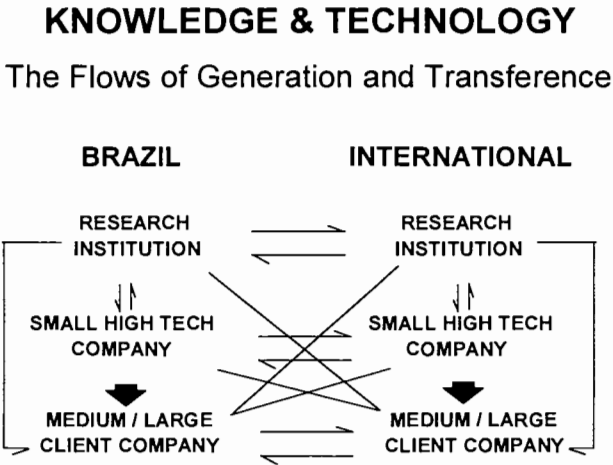 KNOWLEDGE & TECHNOLOGY
The Flows of Generation and Transference
BRAZIL
INTERNATIONAL
RESEARCH
INSTITUTION
RESEARCH
INSTITUTION
SMALL HIGH TECH
COMPANY
SMALL HIGH TECH
COMPANY
MEDIUM / LARGE
CLIENT COMPANY
MEDIUM / LARGE
CLIENT COMPANY